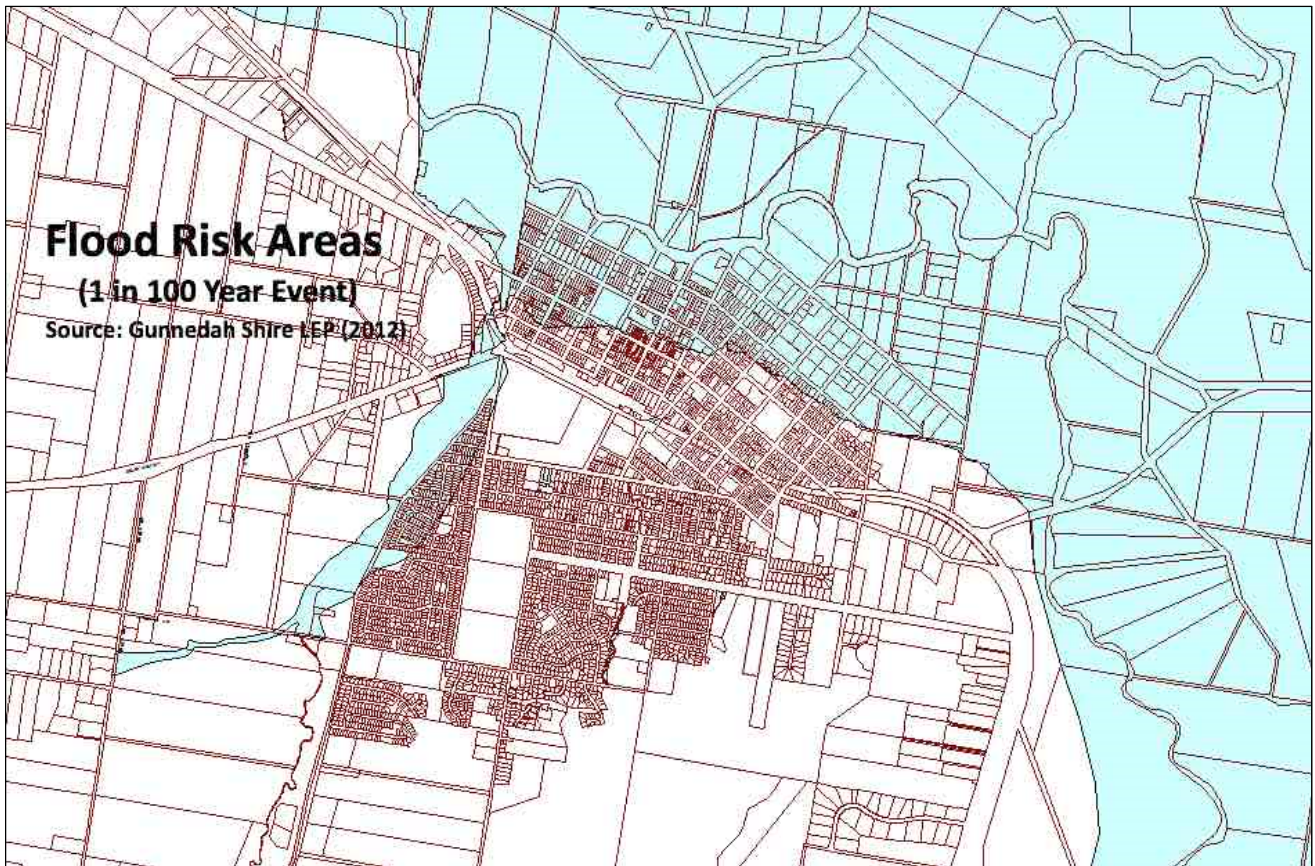 Flood Risk Areas
(1 in 100 Year Event)
Source: Gunnedah Shire LEP (2012)